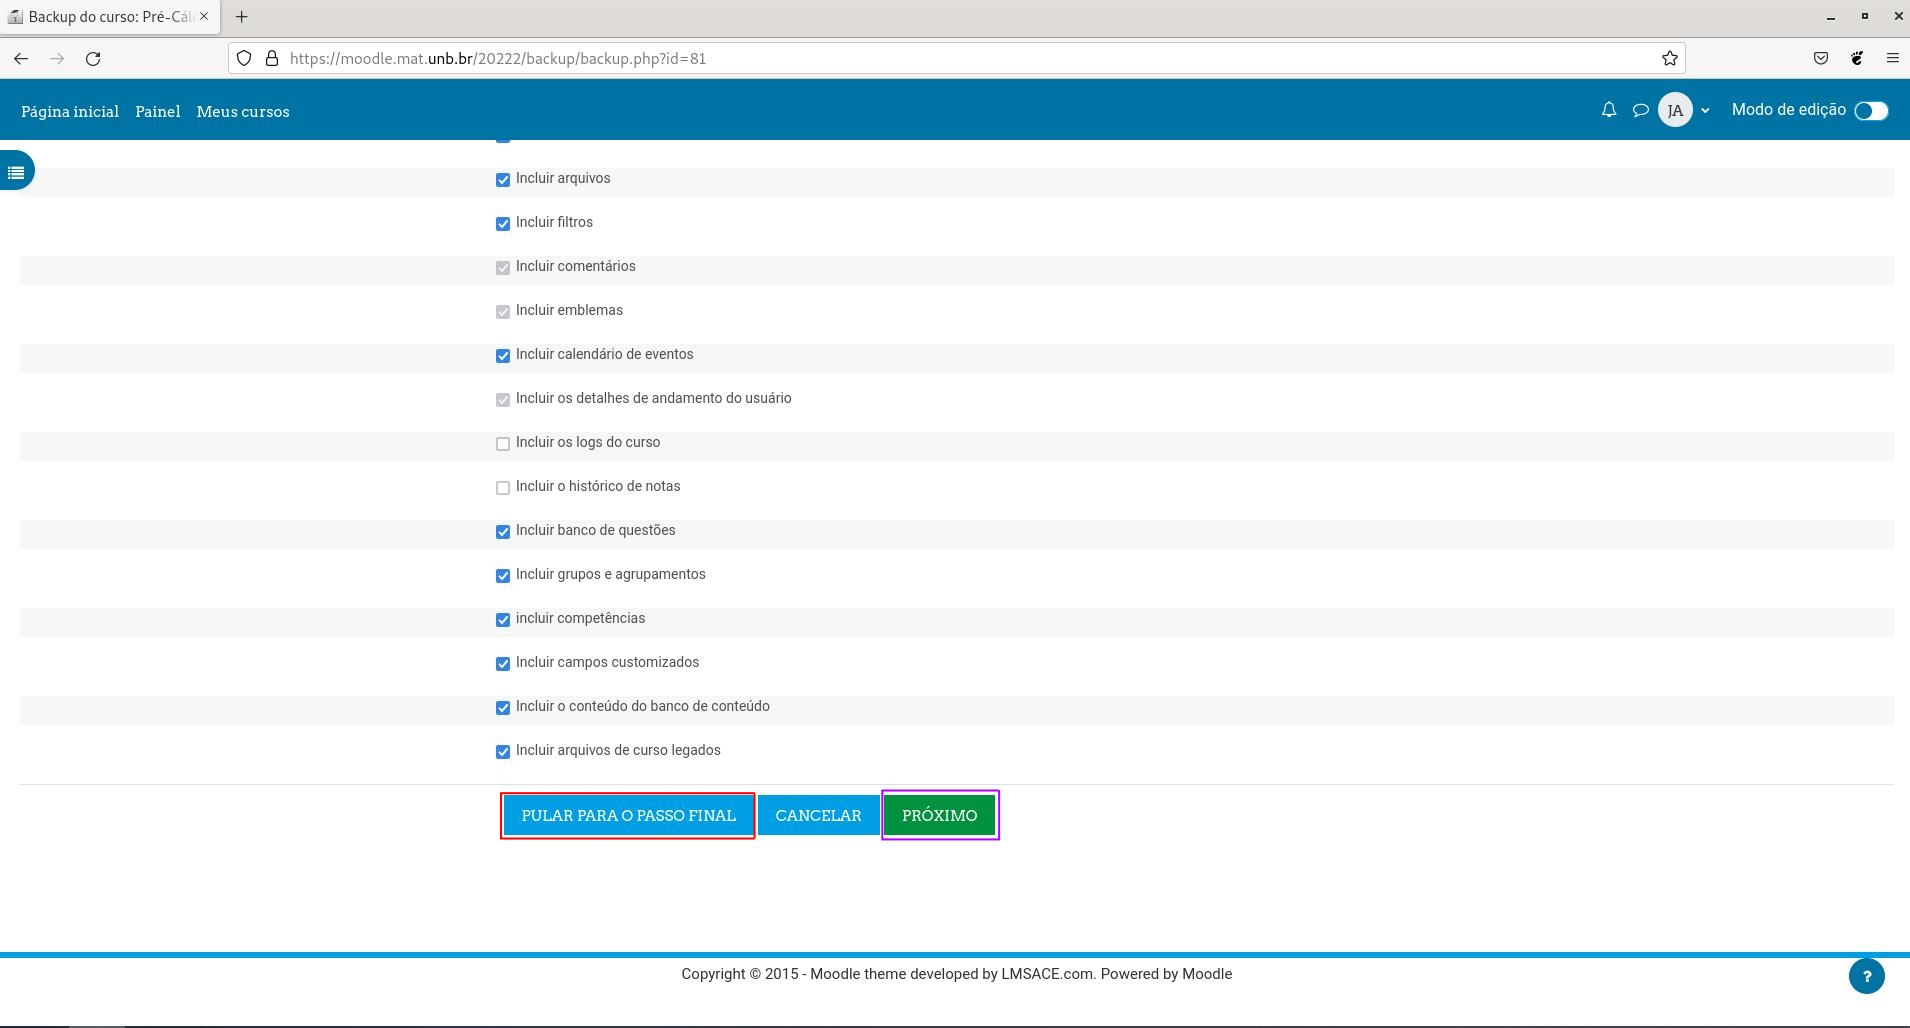 Backup do curso: Pré-Cálc
https://moodle.mat.unb.br/20222/backup/backup.php?id=81
Página inicial Painel Meus cursos JA Modo de edição
Incluir arquivos
Incluir filtros
Incluir comentários
Incluir emblemas
Incluir calendário de eventos
Incluir os detalhes de andamento do usuário
Incluir os logs do curso
Incluir o histórico de notas
Incluir banco de questões
Incluir grupos e agrupamentos
incluir competências
Incluir campos customizados
Incluir o conteúdo do banco de conteúdo
Incluir arquivos de curso legados
PULAR PARA O PASSO FINAL CANCELAR PRÓXIMO
Copyright © 2015 - Moodle theme developed by LMSACE.com. Powered by Moodle
?